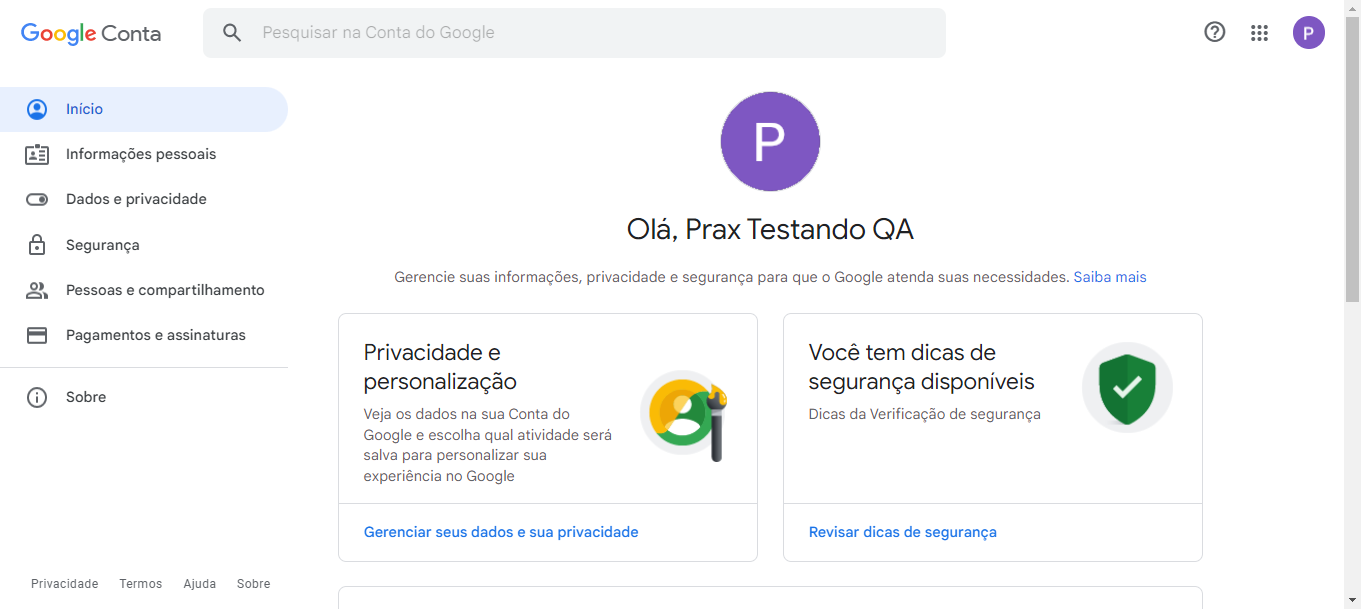 Google Conta
Pesquisar na Conta do Google
P
Início
Informações pessoais
Dados e privacidade
Segurança
Pessoas e compartilhamento
Pagamentos e assinaturas
Sobre
P
Olá, Prax Testando QA
Gerencie suas informações, privacidade e segurança para que o Google atenda suas necessidades. Saiba mais
Privacidade e
personalização
Veja os dados na sua Conta do
Google e escolha qual atividade será
salva para personalizar sua
experiência no Google
Gerenciar seus dados e sua privacidade
Você tem dicas de
segurança disponíveis
Dicas da Verificação de segurança
Revisar dicas de segurança
Privacidade Termos Ajuda Sobre